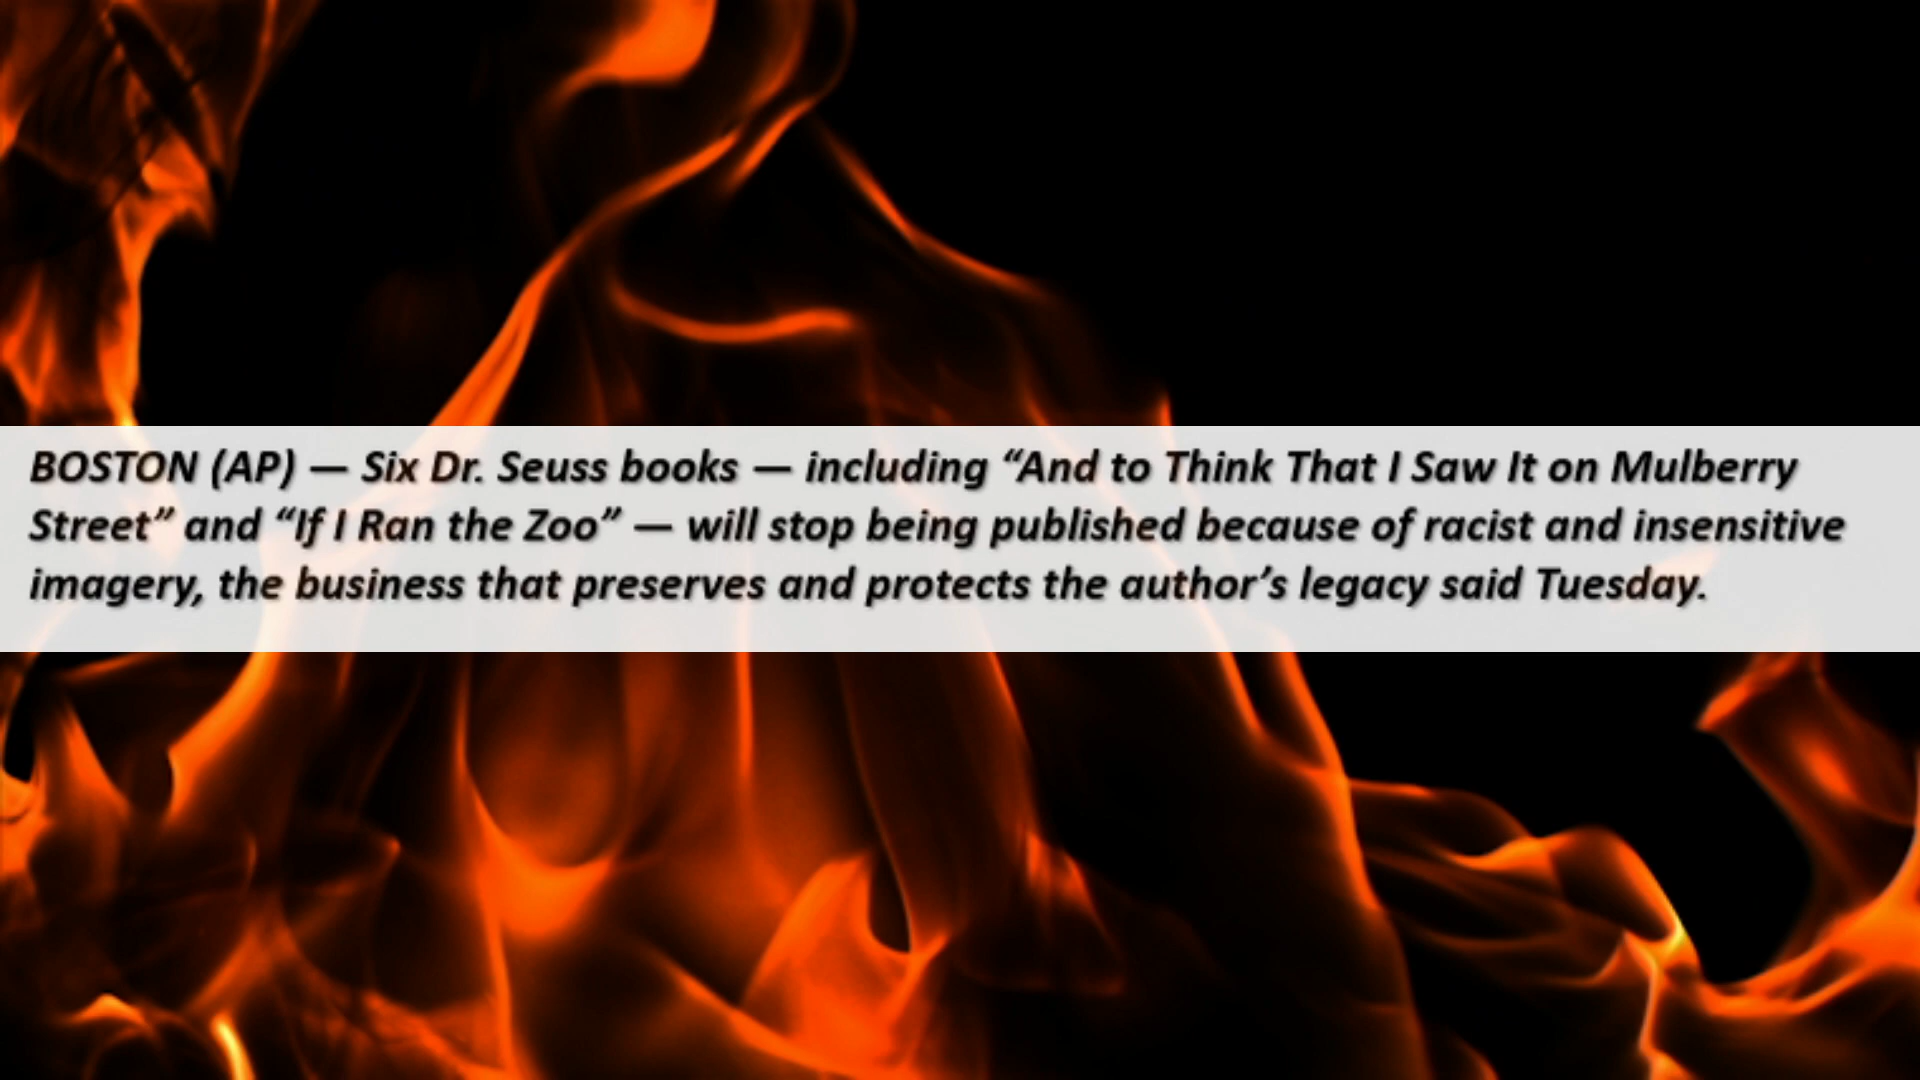 BOSTON (AP) — Six Dr. Seuss books — including “And to Think That I Saw It on Mulberry
Street” and “If I Ran the Zoo” — will stop being published because of racist and insensitive
imagery, the business that preserves and protects the author’s legacy said Tuesday.